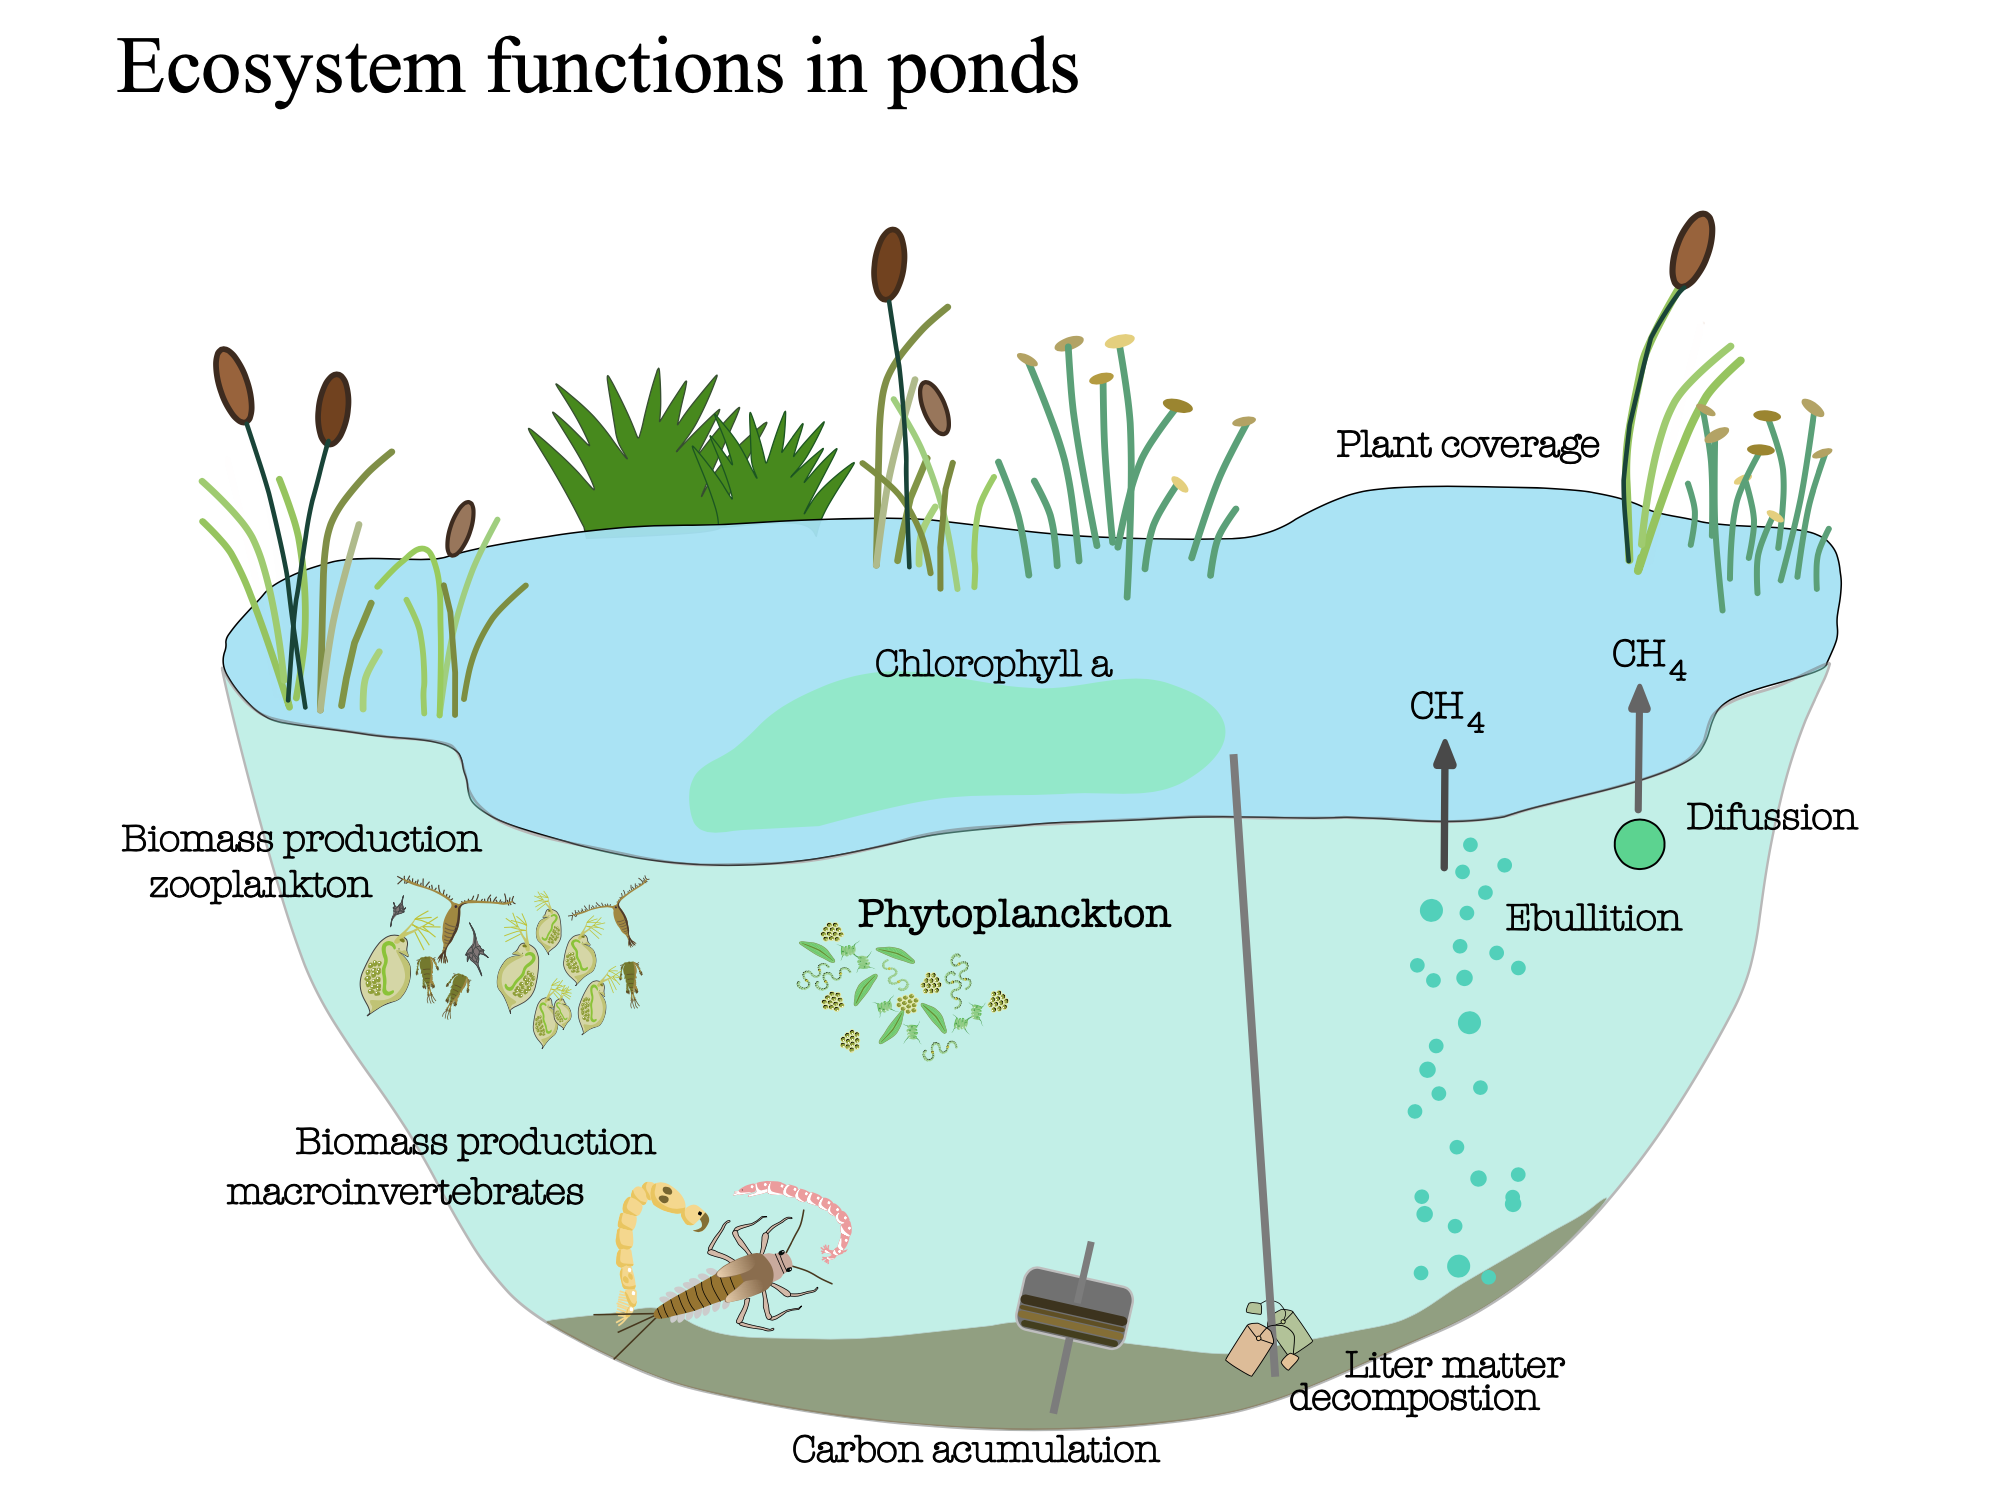 Ecosystem functions in ponds
Plant coverage
Chlorophyll a
CH4
CH4
Difussion
Biomass production
zooplankton
Phytoplanckton
Ebullition
Biomass production
macroinvertebrates
Liter matter
decompostion
Carbon acumulation